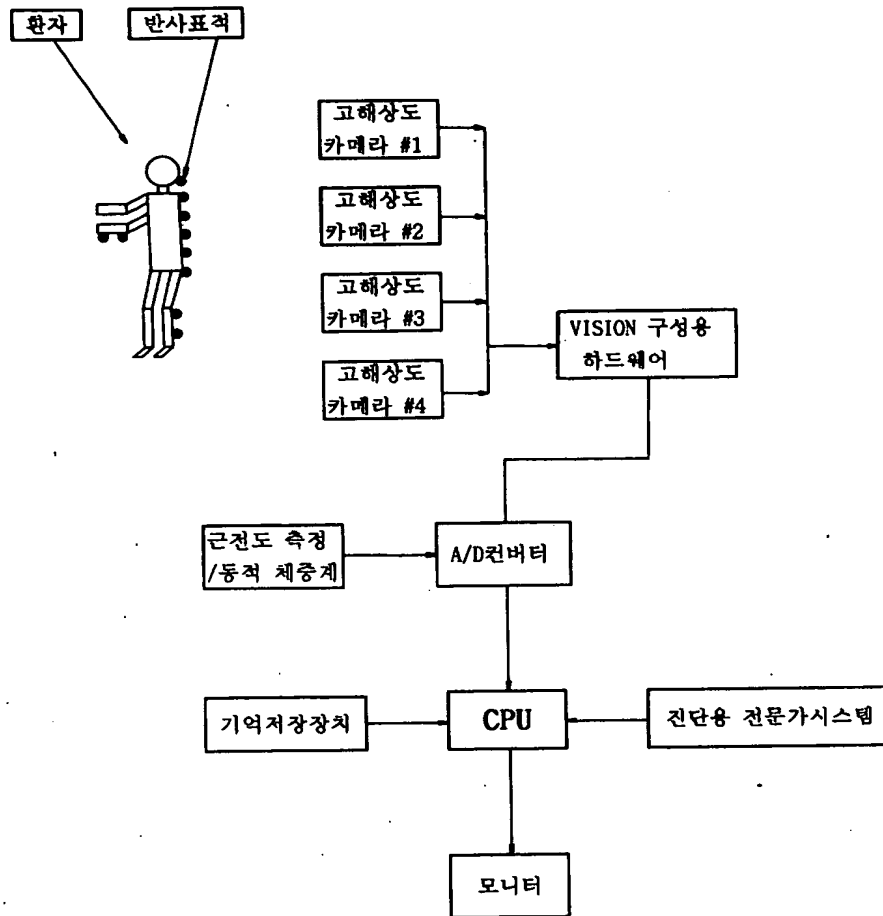 환자
반사표적
고해상도
카메라 #1
고해상도
카메라 #2
고해상도
카메라 #3
고해상도
카메라 #4
VISION 구성용
하드웨어
근전도 측정
/동적 체중계
A/D컨버터
기억저장장치
CPU
진단용 전문가시스템
모니터